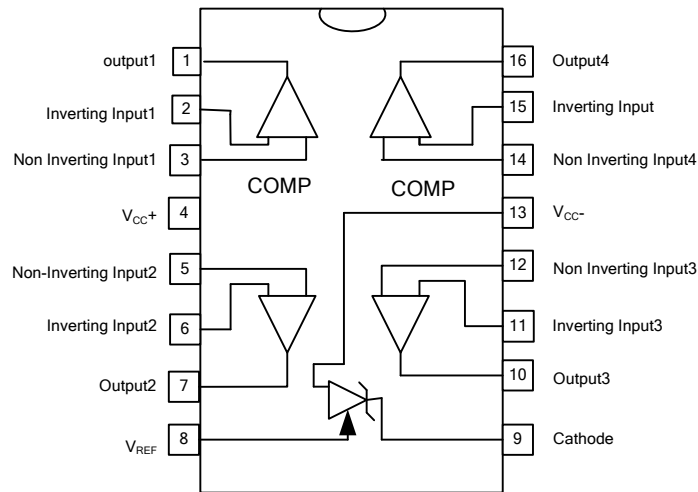 output1 1
Inverting Input1 2
Non Inverting Input1 3
VCC+ 4
Non-Inverting Input2 5
Inverting Input2 6
Output2 7
VREF 8
COMP COMP
16 Output4
15 Inverting Input
14 Non Inverting Input4
13 VCC-
12 Non Inverting Input3
11 Inverting Input3
10 Output3
9 Cathode